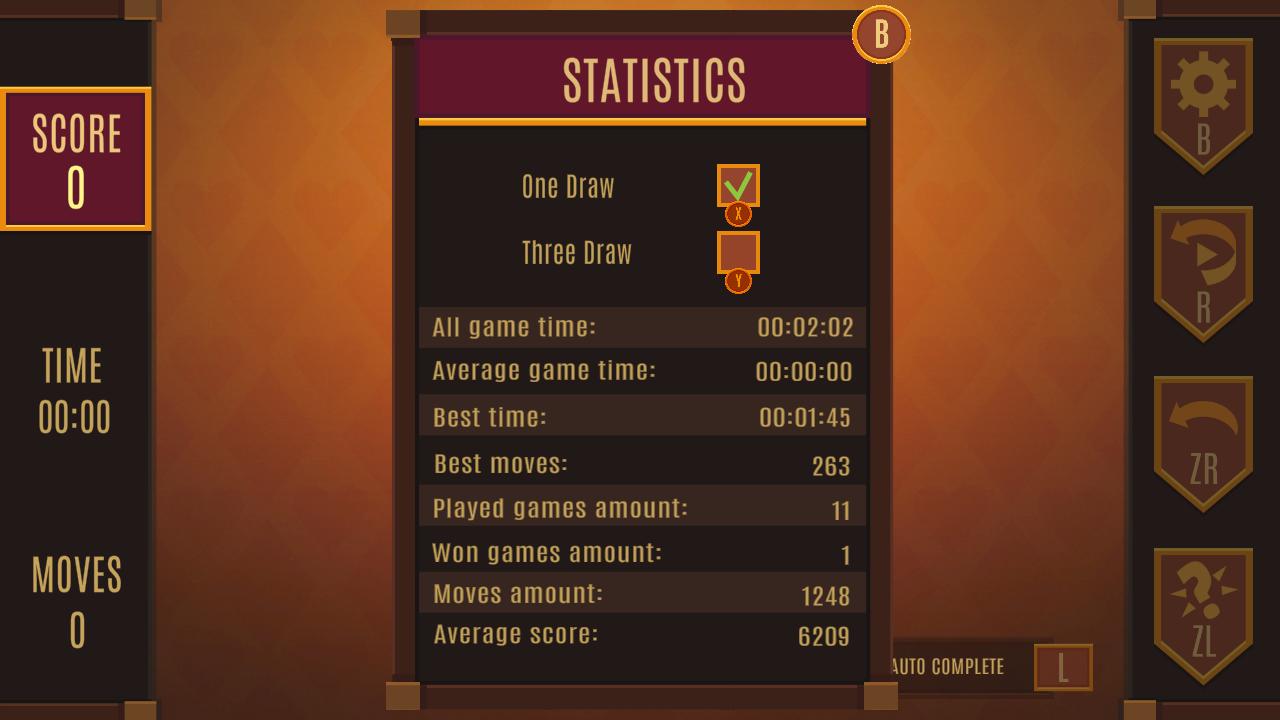 B
STATISTICS
SCORE
0
One Draw
X
Three Draw
Y
TIME
00:00
All game time: 00:02:02
Average game time: 00:00:00
Best time: 00:01:45
Best moves: 263
Played games amount: 11
Won games amount: 1
Moves amount: 1248
Average score: 6209
MOVES
0
AUTO COMPLETE L
B
R
ZR
ZL